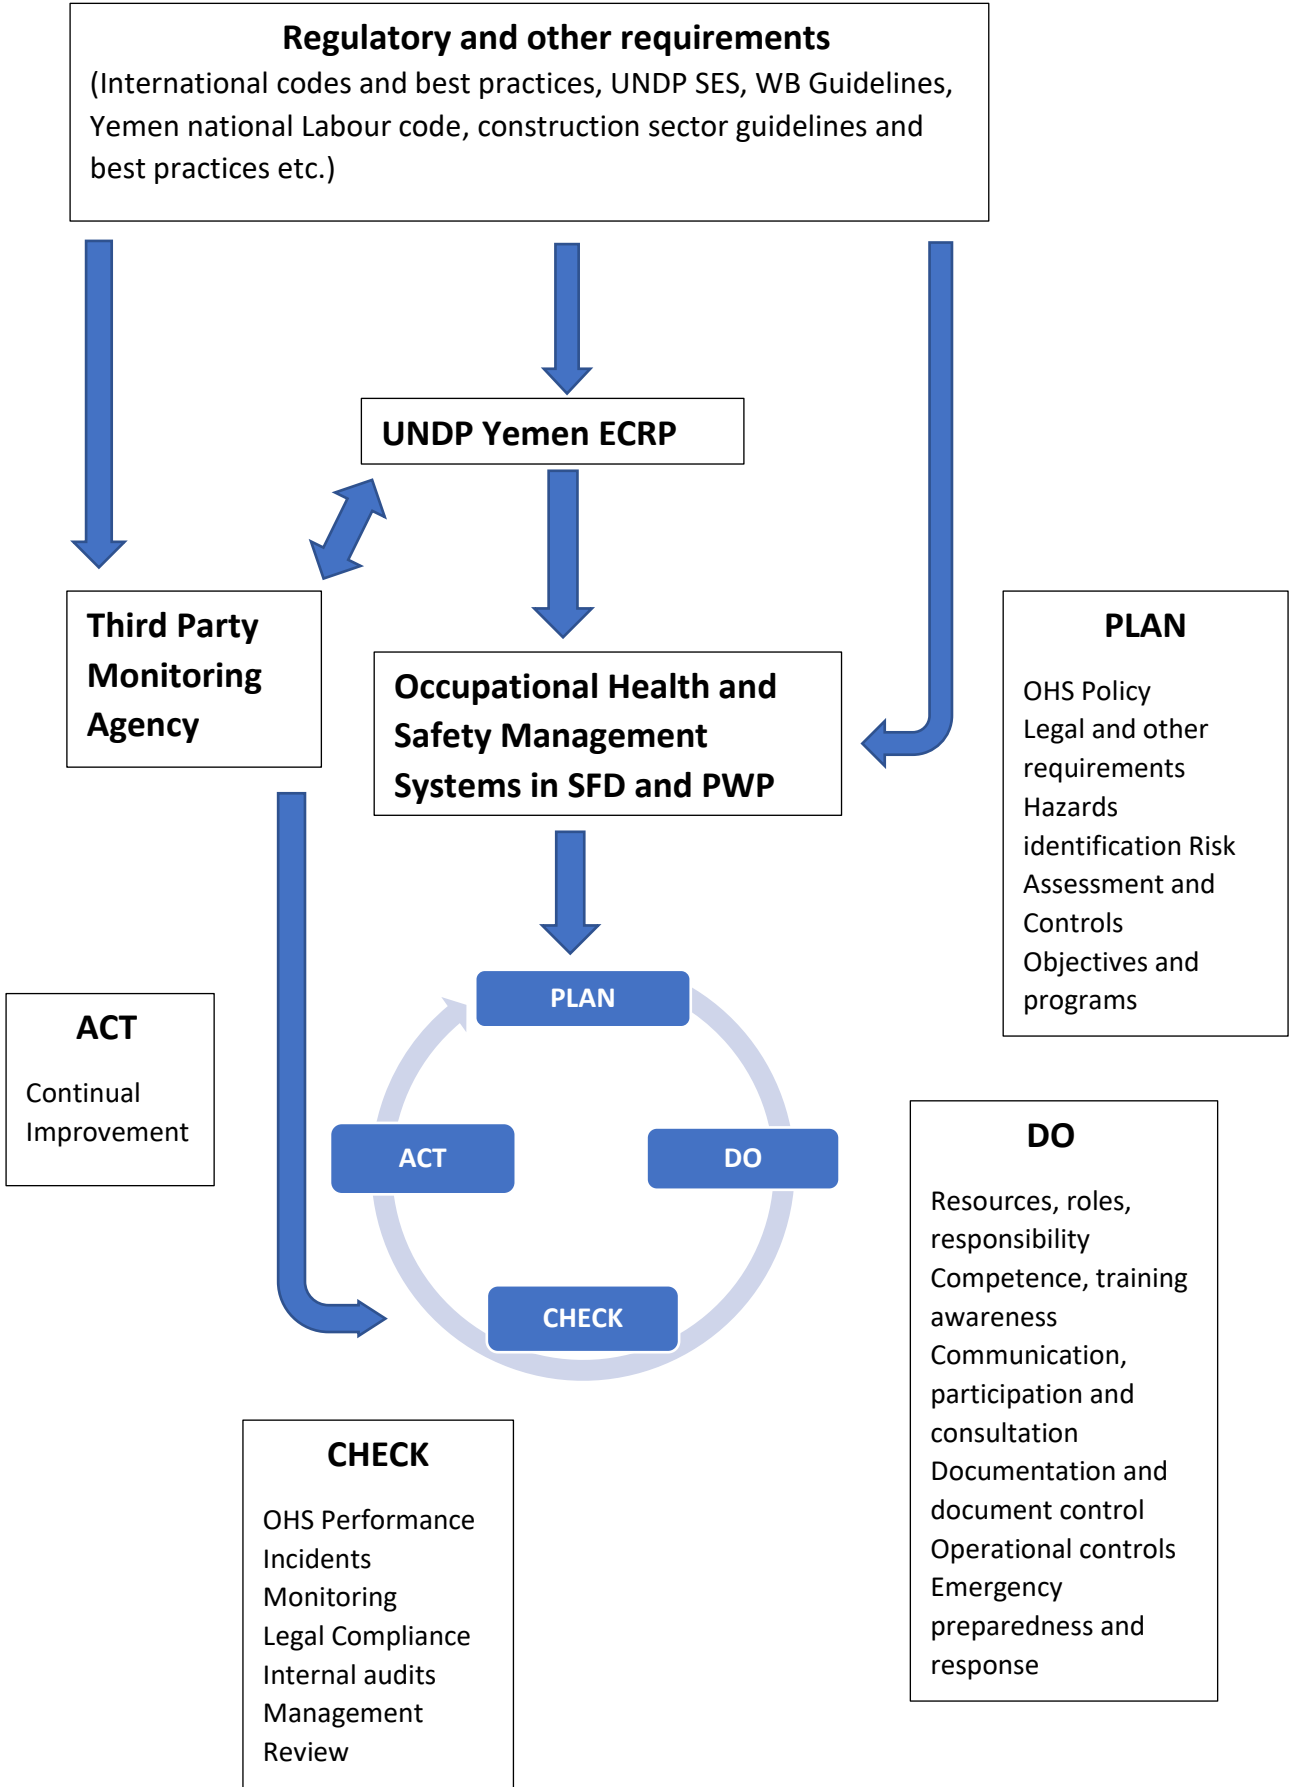 Regulatory and other requirements
(International codes and best practices, UNDP SES, WB Guidelines,
Yemen national Labour code, construction sector guidelines and
best practices etc.)
UNDP Yemen ECRP
Third Party
Monitoring
Agency
Occupational Health and
Safety Management
Systems in SFD and PWP
PLAN
OHS Policy
Legal and other
requirements
Hazards
identification Risk
Assessment and
Controls
Objectives and
programs
PLAN
ACT
Continual
Improvement
ACT
DO
DO
Resources, roles,
responsibility
Competence, training
awareness
Communication,
participation and
consultation
Documentation and
document control
Operational controls
Emergency
preparedness and
response
CHECK
CHECK
OHS Performance
Incidents
Monitoring
Legal Compliance
Internal audits
Management
Review